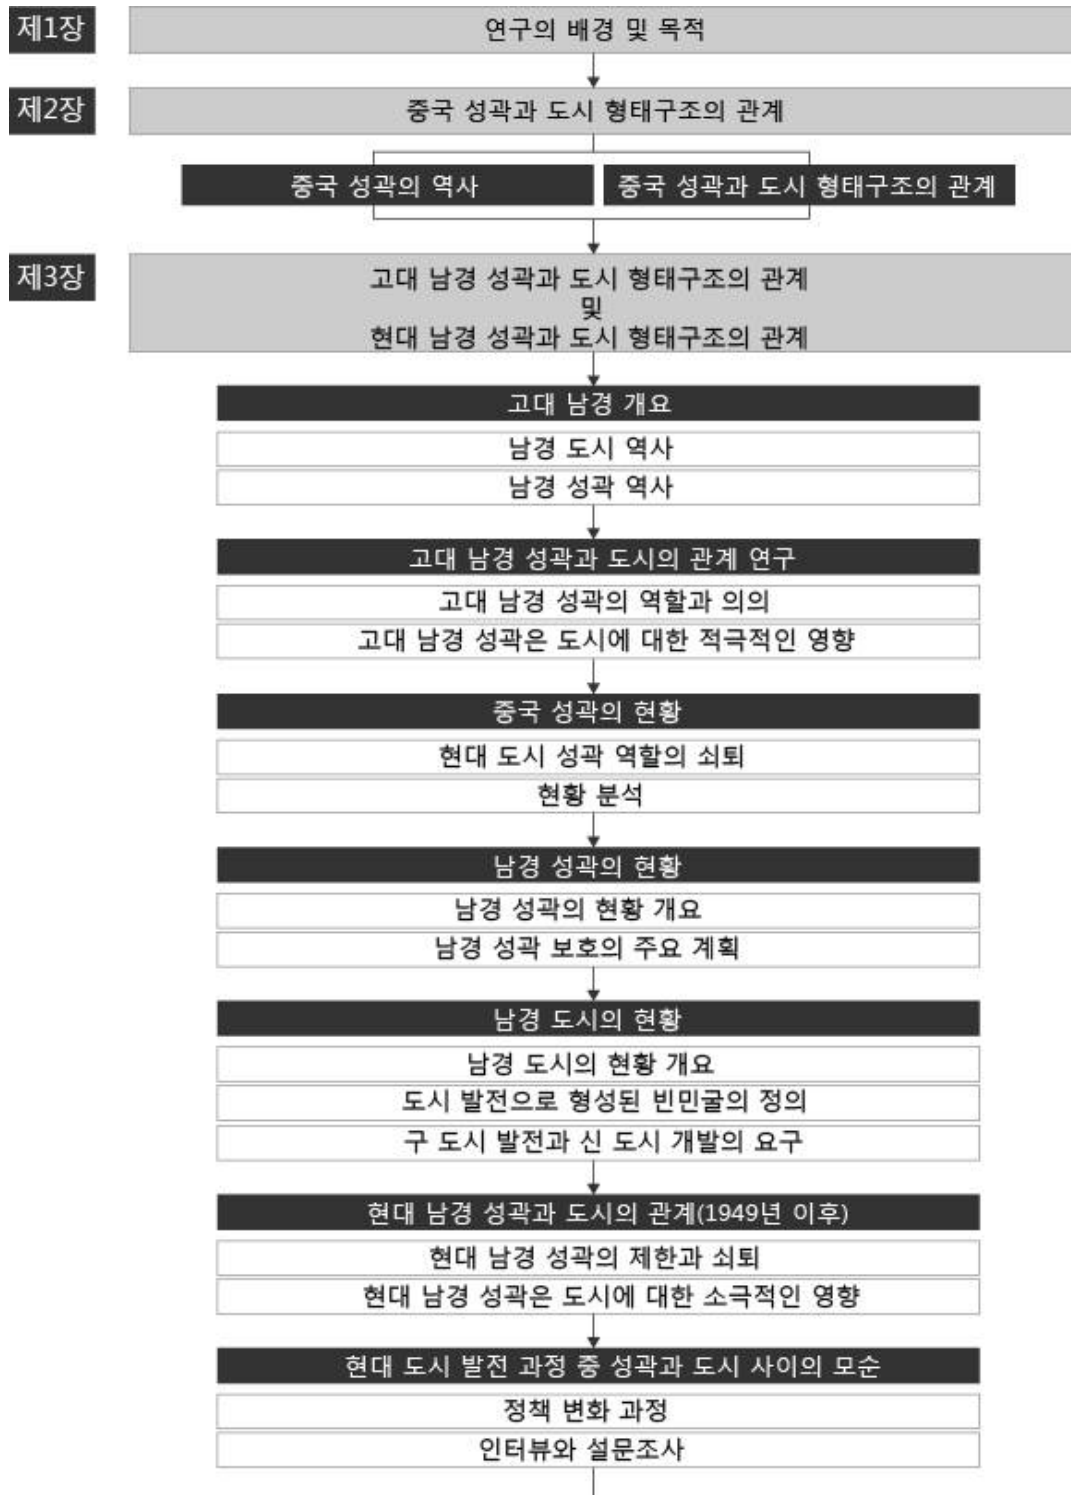 제1장
연구의 배경 및 목적
제2장
중국 성곽과 도시 형태구조의 관계
중국 성곽의 역사
중국 성곽과 도시 형태구조의 관계
제3장
고대 남경 성곽과 도시 형태구조의 관계
및
현대 남경 성곽과 도시 형태구조의 관계
고대 남경 개요
남경 도시 역사
남경 성곽 역사
고대 남경 성곽과 도시의 관계 연구
고대 남경 성곽의 역할과 의의
고대 남경 성곽은 도시에 대한 적극적인 영향
중국 성곽의 현황
현대 도시 성곽 역할의 쇠퇴
현황 분석
남경 성곽의 현황
남경 성곽의 현황 개요
남경 성곽 보호의 주요 계획
남경 도시의 현황
남경 도시의 현황 개요
도시 발전으로 형성된 빈민굴의 정의
구 도시 발전과 신 도시 개발의 요구
현대 남경 성곽과 도시의 관계(1949년 이후)
현대 남경 성곽의 제한과 쇠퇴
현대 남경 성곽은 도시에 대한 소극적인 영향
현대 도시 발전 과정 중 성곽과 도시 사이의 모순
정책 변화 과정
인터뷰와 설문조사